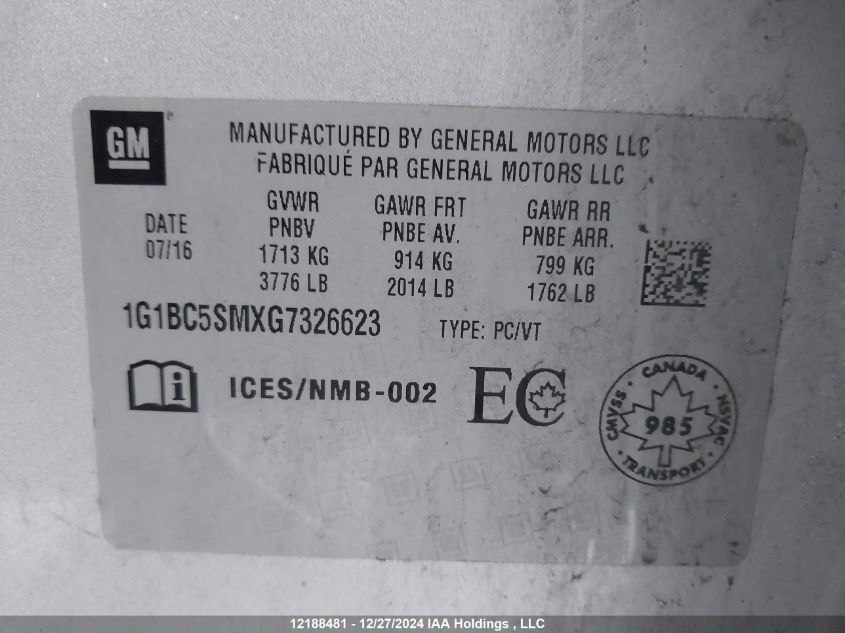 GM®
MANUFACTURED BY GENERAL MOTORS LLC
FABRIQUÉ PAR GENERAL MOTORS LLC
DATE
07/16
GVWR
PNBV
1713 KG
3776 LB
GAWR FRT
PNBE AV.
914 KG
2014 LB
GAWR RR
PNBE ARR.
799 KG
1762 LB
1G1BC5SMXG7326623
TYPE: PC/VT
i
ICES/NMB-002
EC
CANADA
CMVSS
NSVAC
985
TRANSPORT
12188481 - 12/27/2024 IAA Holdings , LLC